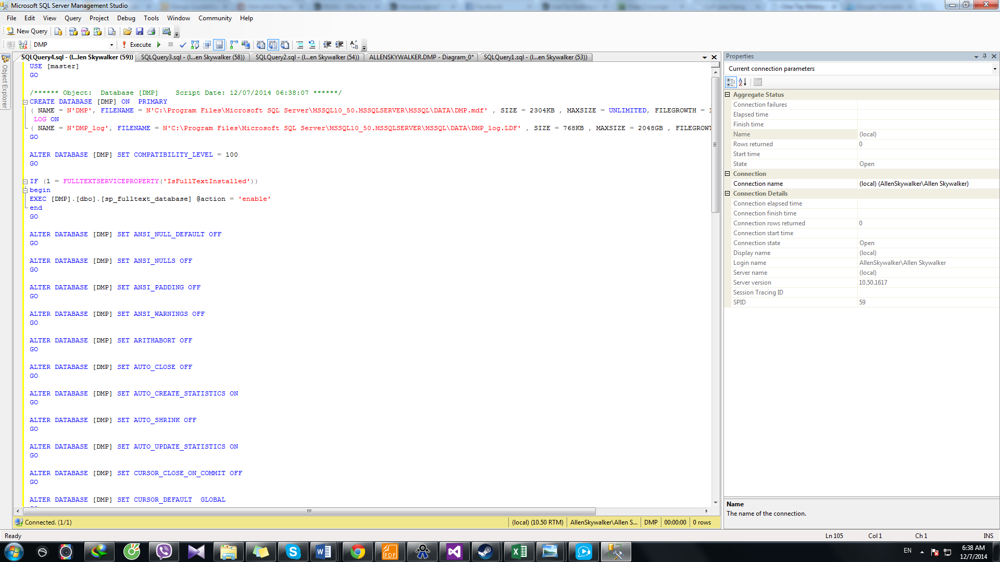 Microsoft SQL Server Management Studio
File Edit View Query Project Debug Tools Window Community Help
New Query
DMP Execute
SQLQuery4.sql - (l...len Skywalker (59)) SQLQuery3.sql - (l...en Skywalker (58)) SQLQuery2.sql - (l...en Skywalker (54)) ALLENSKYWALKER.DMP - Diagram_0* SQLQuery1.sql - (l...en Skywalker (53))
Object Explorer
USE [master]
GO
/****** Object:  Database [DMP]    Script Date: 12/07/2014 06:38:07 ******/
CREATE DATABASE [DMP] ON  PRIMARY
( NAME = N'DMP', FILENAME = N'C:\Program Files\Microsoft SQL Server\MSSQL10_50.MSSQLSERVER\MSSQL\DATA\DMP.mdf' , SIZE = 2304KB , MAXSIZE = UNLIMITED, FILEGROWTH = 1
LOG ON
( NAME = N'DMP_log', FILENAME = N'C:\Program Files\Microsoft SQL Server\MSSQL10_50.MSSQLSERVER\MSSQL\DATA\DMP_log.LDF' , SIZE = 768KB , MAXSIZE = 2048GB , FILEGROWT
GO
ALTER DATABASE [DMP] SET COMPATIBILITY_LEVEL = 100
GO
IF (1 = FULLTEXTSERVICEPROPERTY('IsFullTextInstalled'))
begin
EXEC [DMP].[dbo].[sp_fulltext_database] @action = 'enable'
end
GO
ALTER DATABASE [DMP] SET ANSI_NULL_DEFAULT OFF
GO
ALTER DATABASE [DMP] SET ANSI_NULLS OFF
GO
ALTER DATABASE [DMP] SET ANSI_PADDING OFF
GO
ALTER DATABASE [DMP] SET ANSI_WARNINGS OFF
GO
ALTER DATABASE [DMP] SET ARITHABORT OFF
GO
ALTER DATABASE [DMP] SET AUTO_CLOSE OFF
GO
ALTER DATABASE [DMP] SET AUTO_CREATE_STATISTICS ON
GO
ALTER DATABASE [DMP] SET AUTO_SHRINK OFF
GO
ALTER DATABASE [DMP] SET AUTO_UPDATE_STATISTICS ON
GO
ALTER DATABASE [DMP] SET CURSOR_CLOSE_ON_COMMIT OFF
GO
ALTER DATABASE [DMP] SET CURSOR_DEFAULT  GLOBAL
Connected. (1/1) (local) (10.50 RTM) AllenSkywalker\Allen S... DMP 00:00:00 0 rows
Properties
Current connection parameters
Aggregate Status
Connection failures
Elapsed time
Finish time
Name (local)
Rows returned 0
Start time
State Open
Connection
Connection name (local) (AllenSkywalker\Allen Skywalker)
Connection Details
Connection elapsed time
Connection finish time
Connection rows returned 0
Connection start time
Connection state Open
Display name (local)
Login name AllenSkywalker\Allen Skywalker
Server name (local)
Server version 10.50.1617
Session Tracing ID
SPID 59
Name
The name of the connection.
Ready Ln 105 Col 1 Ch 1 INS
EN 6:38 AM
12/7/2014